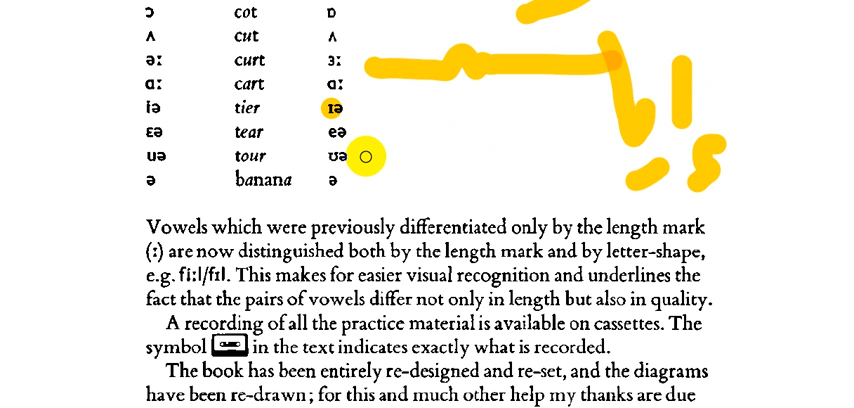 ɔ cot ɒ
ʌ cut ʌ
əː curt ɜː
ɑː cart ɑː
iə tier ɪə
ɛə tear eə
uə tour ʊə
ə banana ə
Vowels which were previously differentiated only by the length mark
(ː) are now distinguished both by the length mark and by letter-shape,
e.g. fiːl/fɪl. This makes for easier visual recognition and underlines the
fact that the pairs of vowels differ not only in length but also in quality.
A recording of all the practice material is available on cassettes. The
symbol in the text indicates exactly what is recorded.
The book has been entirely re-designed and re-set, and the diagrams
have been re-drawn; for this and much other help my thanks are due